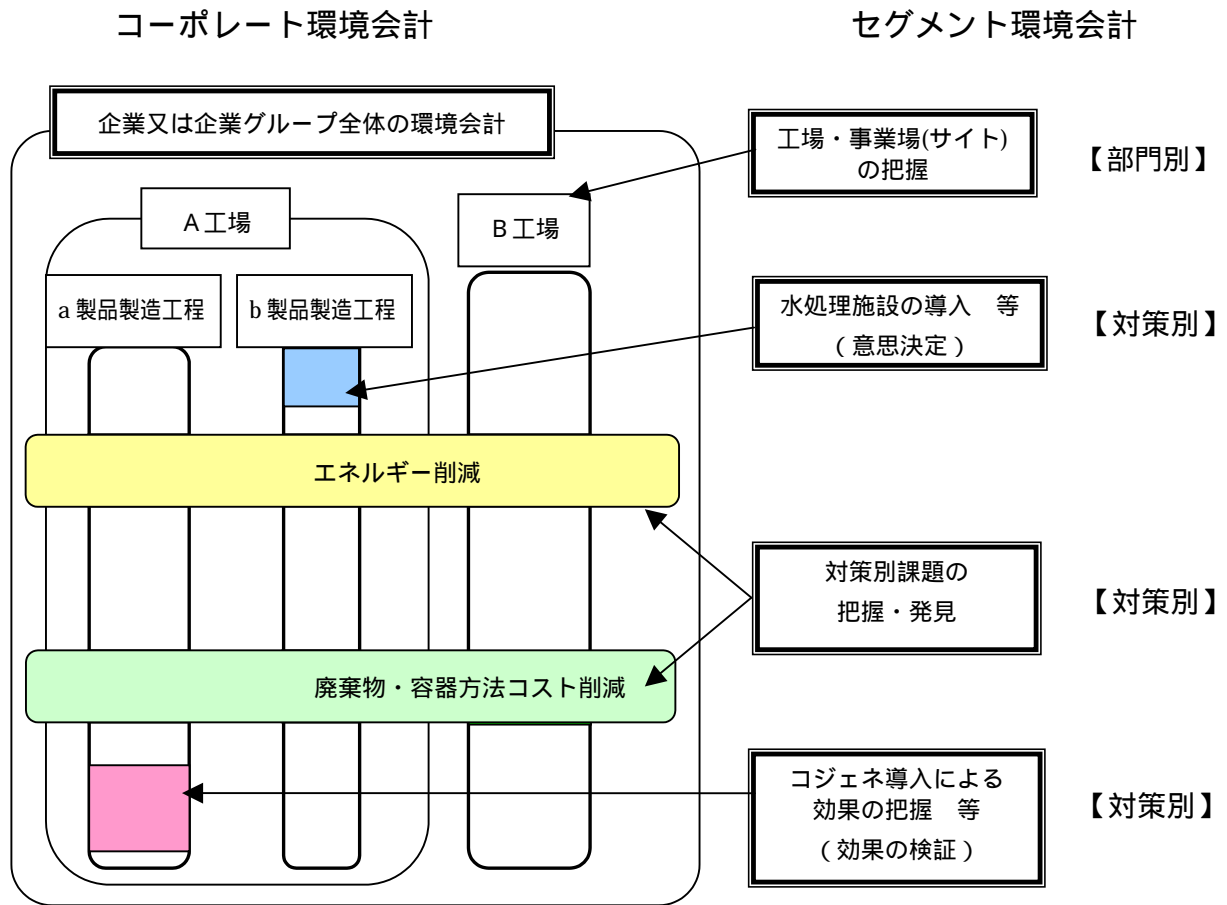 コーポレート環境会計
セグメント環境会計
企業又は企業グループ全体の環境会計
工場・事業場(サイト)
の把握
【部門別】
A工場
B工場
a 製品製造工程
b 製品製造工程
水処理施設の導入　等
(意思決定)
【対策別】
エネルギー削減
対策別課題の
把握・発見
【対策別】
廃棄物・容器方法コスト削減
コジェネ導入による
効果の把握　等
(効果の検証)
【対策別】